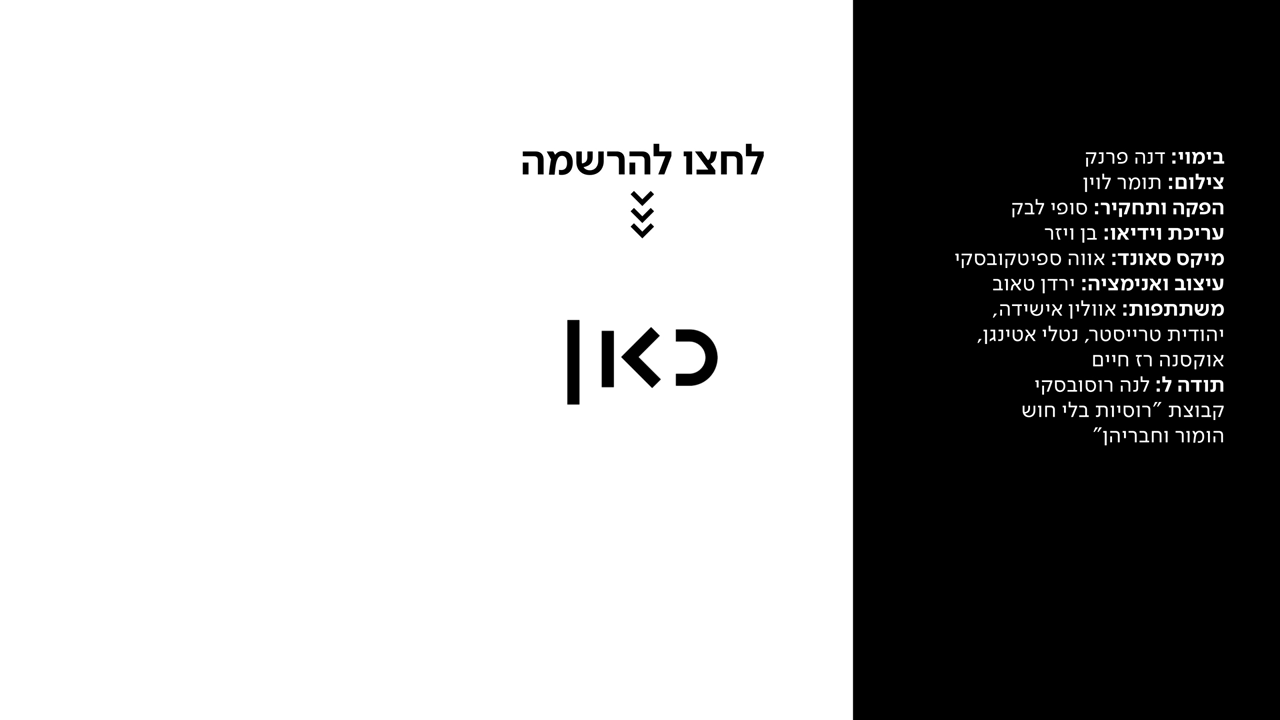 לחצו להרשמה
כאן
בימוי: דנה פרנק
צילום: תומר לוין
הפקה ותחקיר: סופי לבק
עריכת וידיאו: בן ויזר
מיקס סאונד: אווה ספיטקובסקי
עיצוב ואנימציה: ירדן טאוב
משתתפות: אוולין אישידה,
יהודית טרייסטר, נטלי אטינגן,
אוקסנה רז חיים
תודה ל: לנה רוסובסקי
קבוצת "רוסיות בלי חוש
הומור וחבריהן"